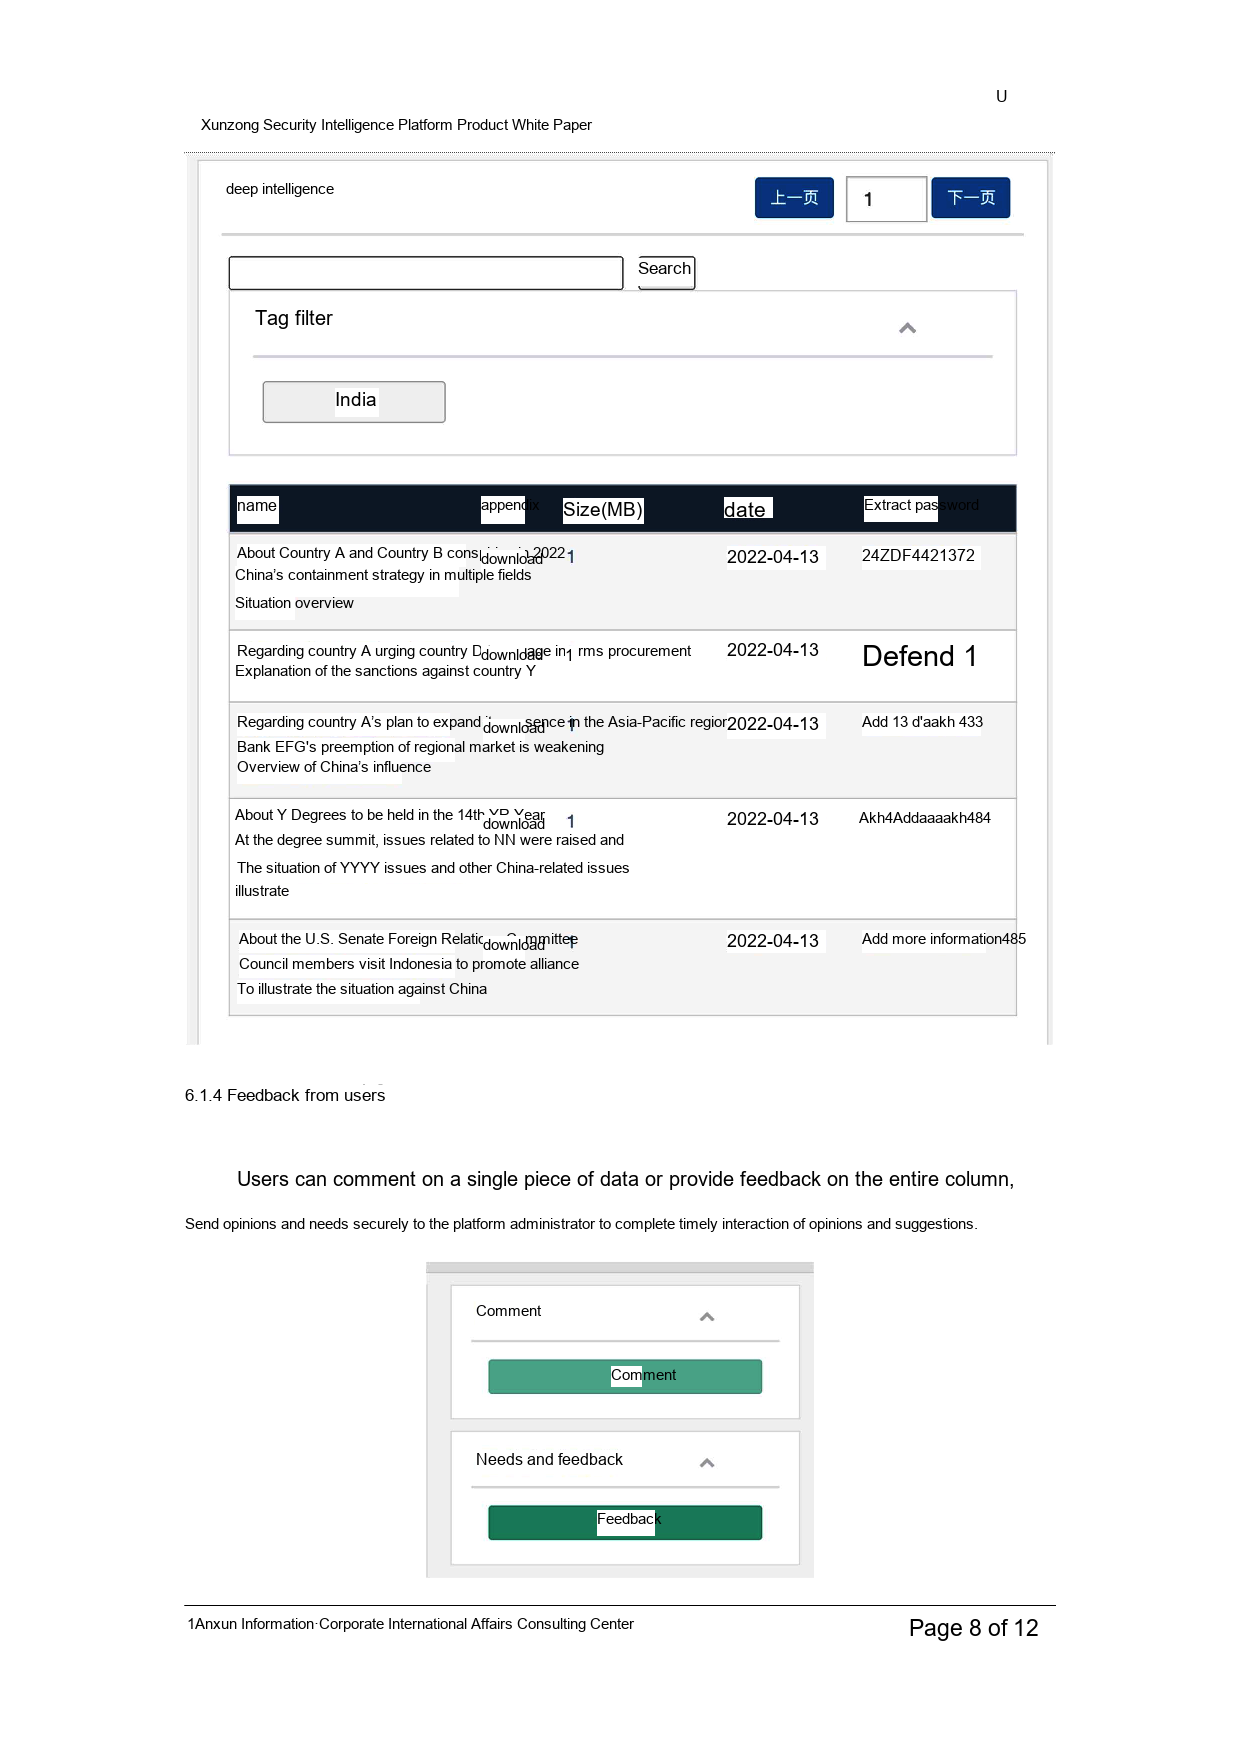 U
Xunzong Security Intelligence Platform Product White Paper
deep intelligence
上一页
1
下一页
Search
Tag filter
India
name appendix Size(MB) date Extract password
About Country A and Country B cons 2022 download 1 2022-04-13 24ZDF4421372
China’s containment strategy in multiple fields
Situation overview
Regarding country A urging country D download in 1 rms procurement 2022-04-13 Defend 1
Explanation of the sanctions against country Y
Regarding country A’s plan to expand download 1 in the Asia-Pacific region 2022-04-13 Add 13 d'aakh 433
Bank EFG's preemption of regional market is weakening
Overview of China’s influence
About Y Degrees to be held in the 14th YR Year download 1 2022-04-13 Akh4Addaaaakh484
At the degree summit, issues related to NN were raised and
The situation of YYYY issues and other China-related issues
illustrate
About the U.S. Senate Foreign Relations Committee download 1 2022-04-13 Add more information485
Council members visit Indonesia to promote alliance
To illustrate the situation against China
6.1.4 Feedback from users
Users can comment on a single piece of data or provide feedback on the entire column,
Send opinions and needs securely to the platform administrator to complete timely interaction of opinions and suggestions.
Comment
Comment
Needs and feedback
Feedback
1Anxun Information·Corporate International Affairs Consulting Center
Page 8 of 12